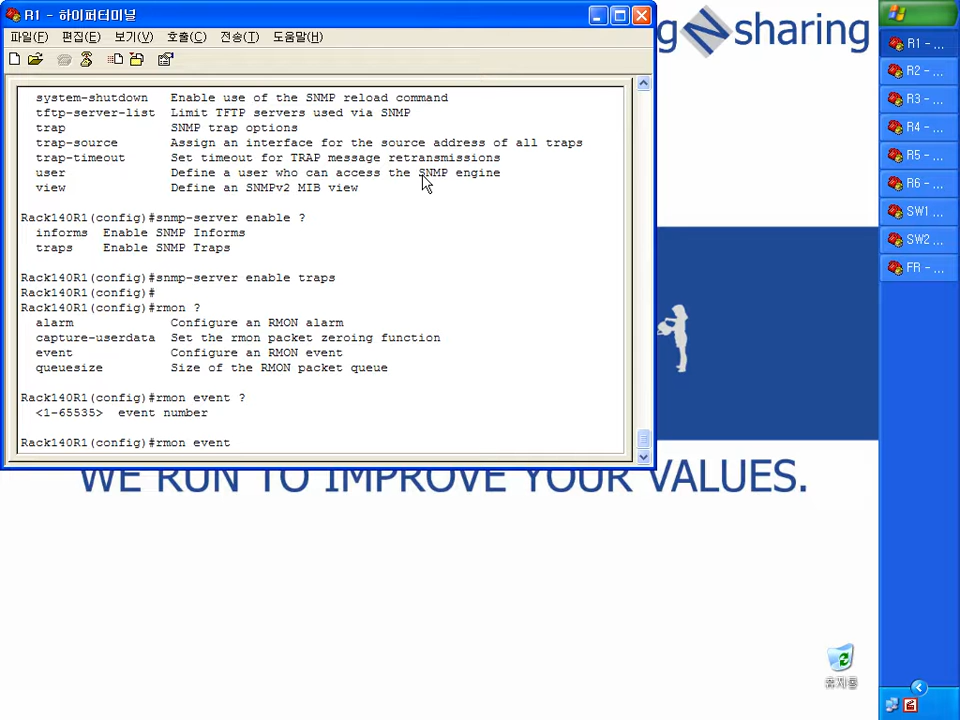 R1 - 하이퍼터미널
파일(F) 편집(E) 보기(V) 호출(C) 전송(T) 도움말(H)
system-shutdown Enable use of the SNMP reload command
tftp-server-list Limit TFTP servers used via SNMP
trap SNMP trap options
trap-source Assign an interface for the source address of all traps
trap-timeout Set timeout for TRAP message retransmissions
user Define a user who can access the SNMP engine
view Define an SNMPv2 MIB view
Rack140R1(config)#snmp-server enable ?
informs Enable SNMP Informs
traps Enable SNMP Traps
Rack140R1(config)#snmp-server enable traps
Rack140R1(config)#
Rack140R1(config)#rmon ?
alarm Configure an RMON alarm
capture-userdata Set the rmon packet zeroing function
event Configure an RMON event
queuesize Size of the RMON packet queue
Rack140R1(config)#rmon event ?
<1-65535> event number
Rack140R1(config)#rmon event
g N sharing
WE RUN TO IMPROVE YOUR VALUES.
휴지통
R1 - ...
R2 - ...
R3 - ...
R4 - ...
R5 - ...
R6 - ...
SW1 ...
SW2 ...
FR - ...